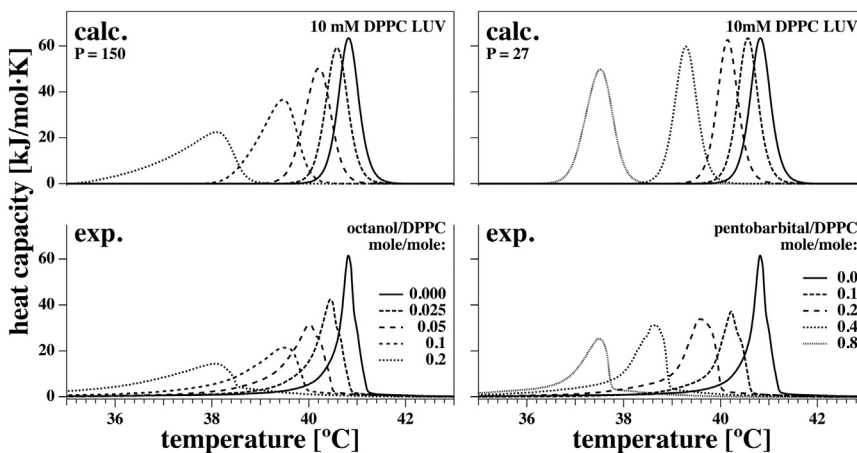 calc.
P = 150
10 mM DPPC LUV
60
40
20
0
calc.
P = 27
10mM DPPC LUV
heat capacity [kJ/mol·K]
exp.
octanol/DPPC
mole/mole:
0.000
0.025
0.05
0.1
0.2
60
40
20
0
36 38 40 42
temperature [ºC]
exp.
pentobarbital/DPPC
mole/mole:
0.0
0.1
0.2
0.4
0.8
36 38 40 42
temperature [ºC]